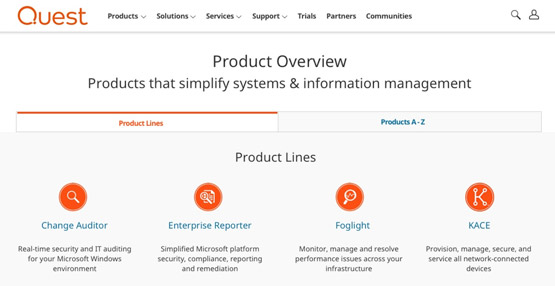 Quest
Products Solutions Services Support Trials Partners Communities
Product Overview
Products that simplify systems & information management
Product Lines
Products A - Z
Product Lines
Change Auditor
Real-time security and IT auditing
for your Microsoft Windows
environment
Enterprise Reporter
Simplified Microsoft platform
security, compliance, reporting
and remediation
Foglight
Monitor, manage and resolve
performance issues across your
infrastructure
KACE
Provision, manage, secure, and
service all network-connected
devices